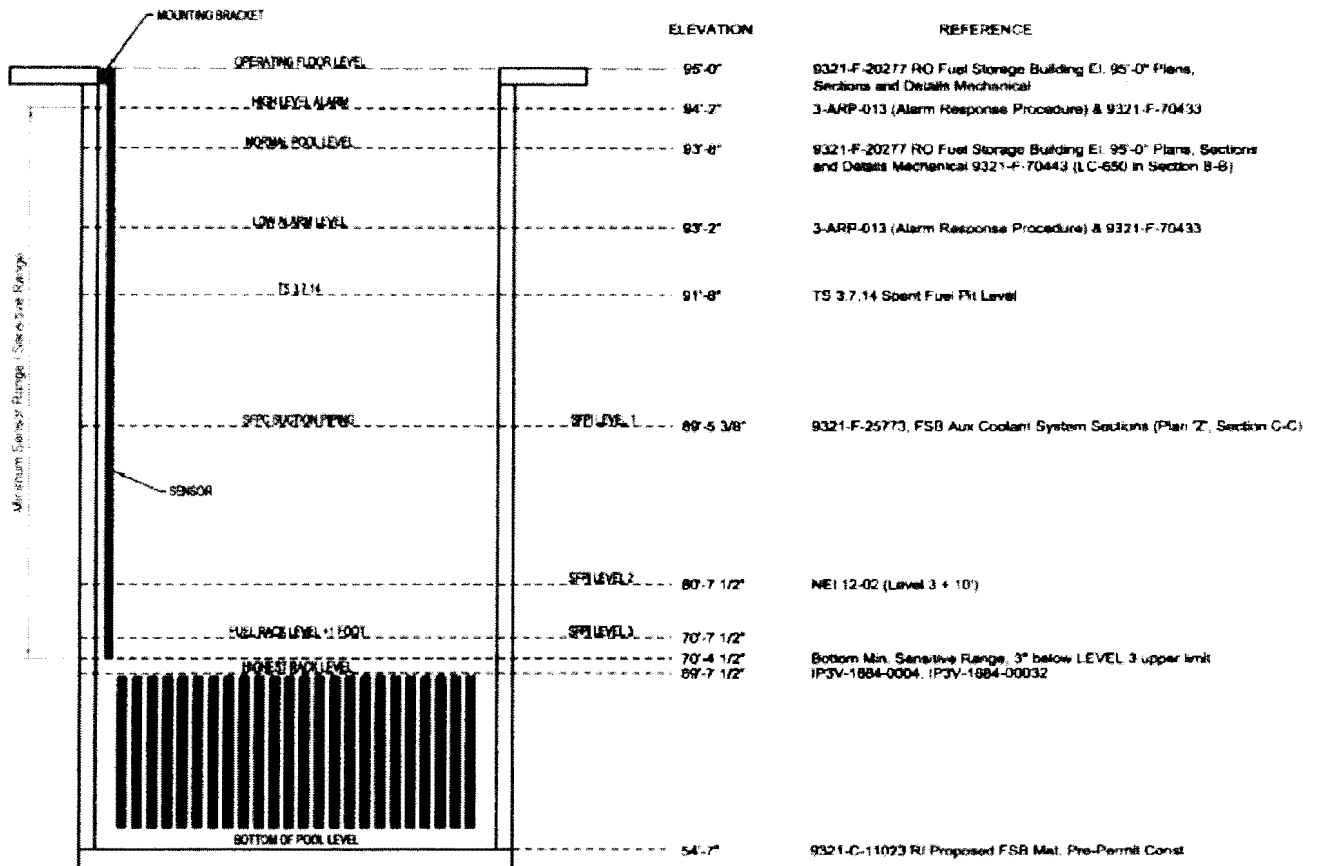 MOUNTING BRACKET
ELEVATION REFERENCE
OPERATING FLOOR LEVEL 95'-0" 9321-F-20277 RO Fuel Storage Building El. 95'-0" Plans,
Sections and Details Mechanical
HIGH LEVEL ALARM 94'-2" 3-ARP-013 (Alarm Response Procedure) & 9321-F-70433
NORMAL POOL LEVEL 93'-8" 9321-F-20277 RO Fuel Storage Building El. 95'-0" Plans, Sections
and Details Mechanical 9321-F-70443 (LC-650 in Section B-B)
LOW ALARM LEVEL 93'-2" 3-ARP-013 (Alarm Response Procedure) & 9321-F-70433
TS 3.7.14 91'-8" TS 3.7.14 Spent Fuel Pit Level
Minimum Sensor Range / Sensitive Range
SFPC SUCTION PIPING SFPI LEVEL 1 89'-5 3/8" 9321-F-25773, FSB Aux Coolant System Sections (Plan "Z", Section C-C)
SENSOR
SFPI LEVEL 2 80'-7 1/2" NEI 12-02 (Level 3 + 10')
FUEL RACK LEVEL +1 FOOT SFPI LEVEL 3 70'-7 1/2"
70'-4 1/2" Bottom Min. Sensitive Range, 3" below LEVEL 3 upper limit
HIGHEST RACK LEVEL 69'-7 1/2" IP3V-1884-0004, IP3V-1884-00032
BOTTOM OF POOL LEVEL 54'-7" 9321-C-11023 RI Proposed FSB Mat. Pre-Permit Const